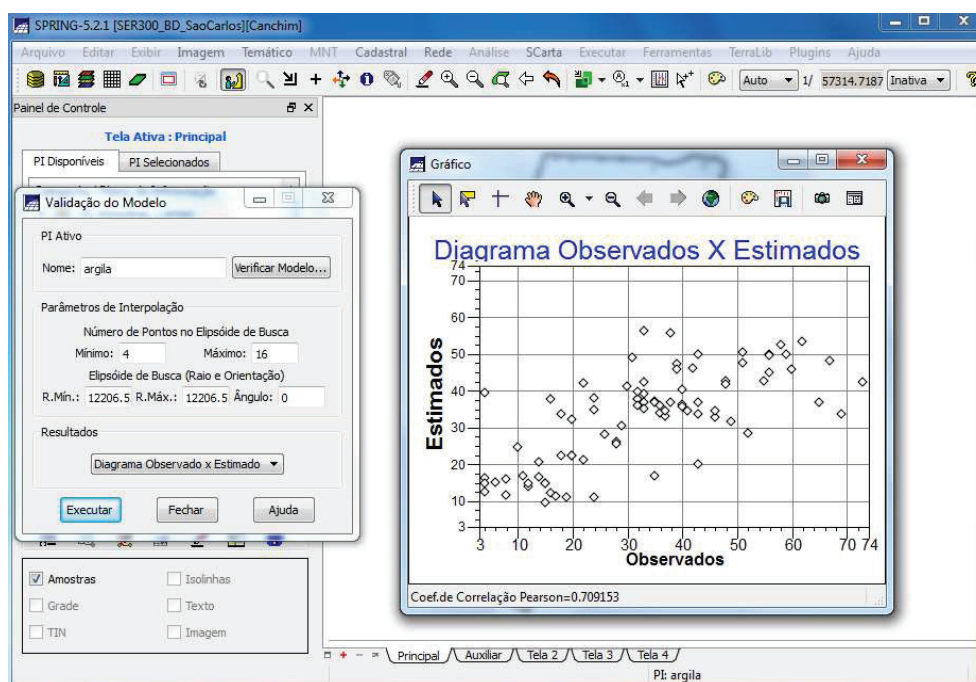 SPRING-5.2.1 [SER300_BD_SaoCarlos][Canchim]
Arquivo Editar Exibir Imagem Temático MNT Cadastral Rede Análise SCarta Executar Ferramentas TerraLib Plugins Ajuda
Auto 1/ 57314.7187 Inativa
Painel de Controle
Tela Ativa : Principal
PI Disponíveis PI Selecionados
Validação do Modelo
PI Ativo
Nome: argila Verificar Modelo...
Parâmetros de Interpolação
Número de Pontos no Elipsóide de Busca
Mínimo: 4 Máximo: 16
Elipsóide de Busca (Raio e Orientação)
R.Mín.: 12206.5 R.Máx.: 12206.5 Ângulo: 0
Resultados
Diagrama Observado x Estimado
Executar Fechar Ajuda
Amostras Isolinhas
Grade Texto
TIN Imagem
Gráfico
Diagrama Observados X Estimados
74
70
60
50
40
30
20
10
3
Estimados
3 10 20 30 40 50 60 70 74
Observados
Coef.de Correlação Pearson=0.709153
Principal Auxiliar Tela 2 Tela 3 Tela 4
PI: argila